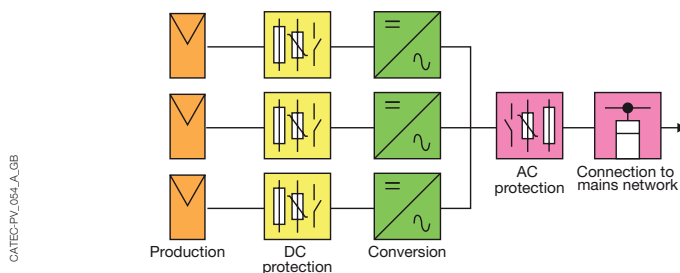 CATEC-PV_054_A_GB
Production
DC
protection
Conversion
AC
protection
Connection to
mains network